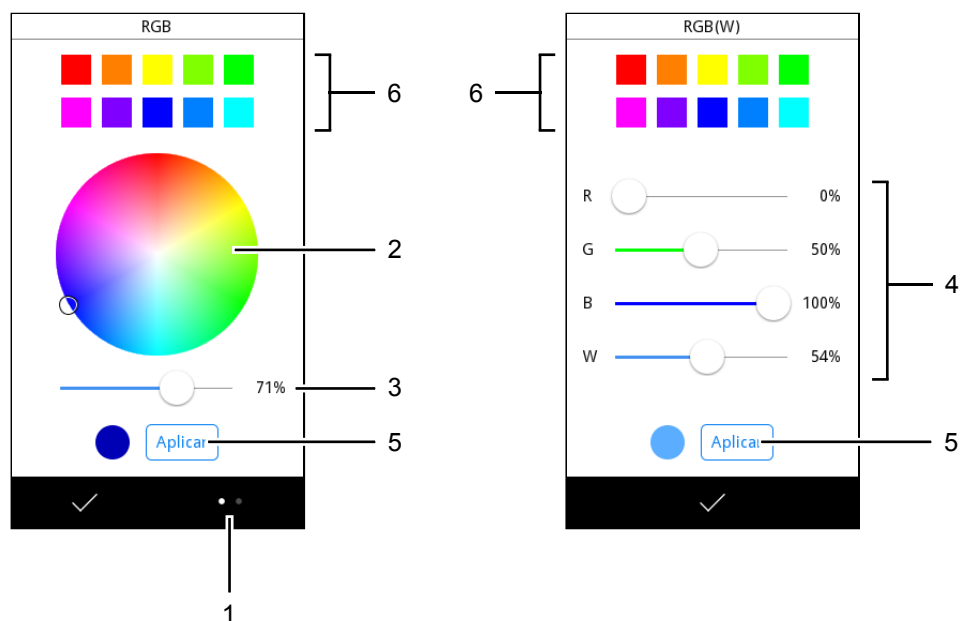 RGB
6
2
71%
3
Aplicar
5
1
RGB(W)
6
R 0%
G 50%
B 100%
W 54%
4
Aplicar
5